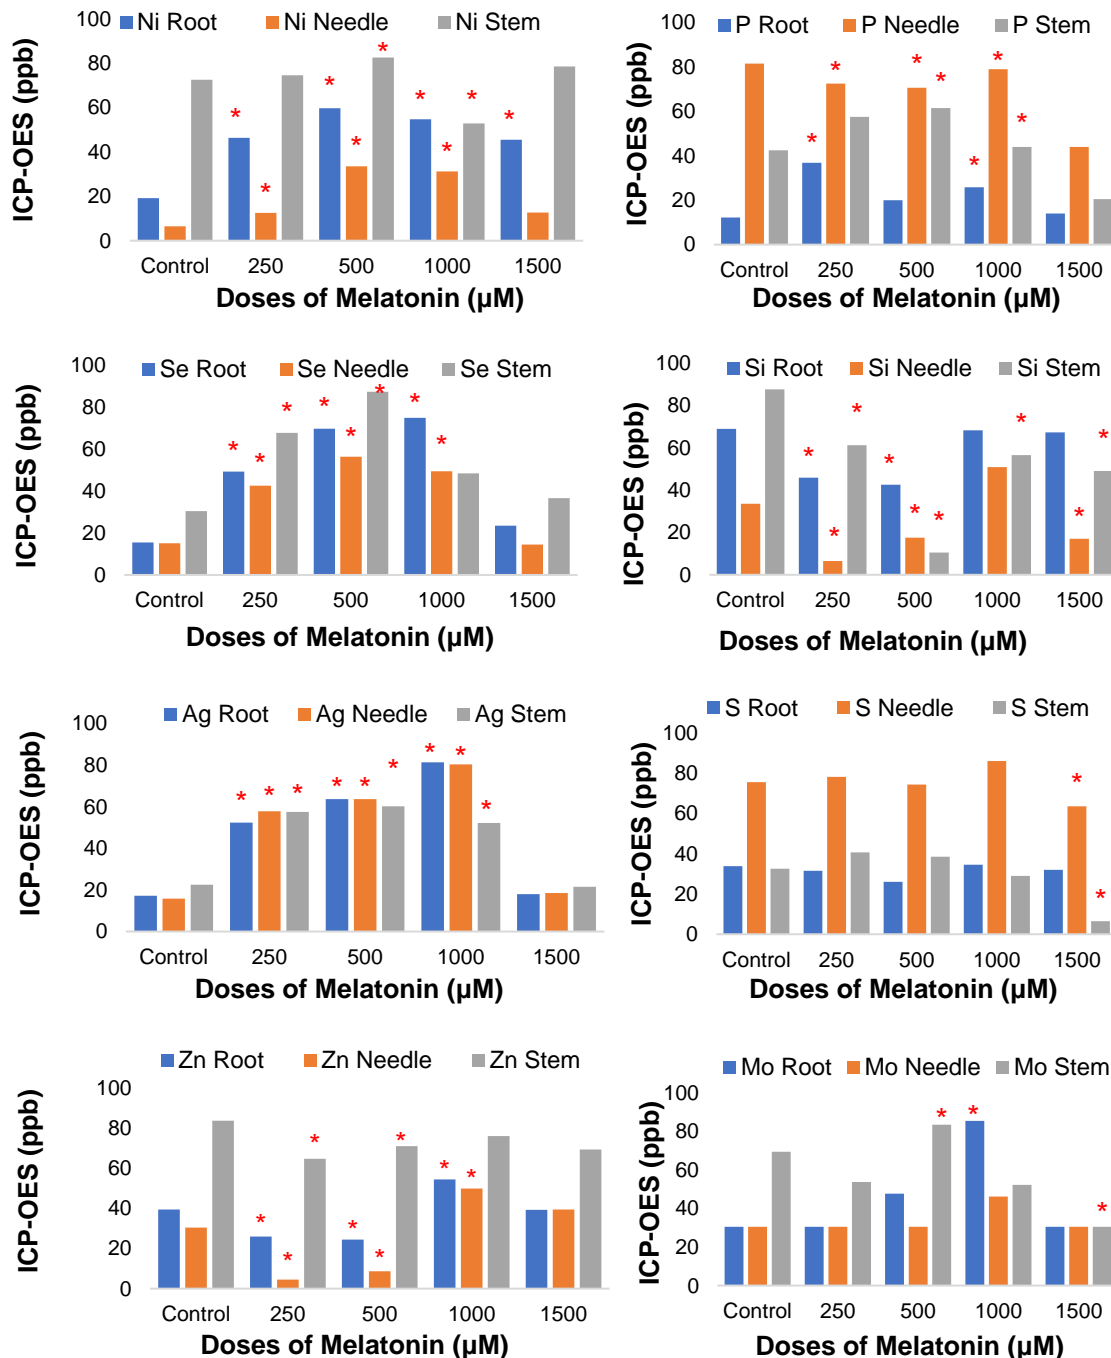 Ni Root Ni Needle Ni Stem
ICP-OES (ppb)
100
80
60
40
20
0
* * * * * * * * * *
Control 250 500 1000 1500
Doses of Melatonin (µM)
P Root P Needle P Stem
ICP-OES (ppb)
100
80
60
40
20
0
* * * * * * *
Control 250 500 1000 1500
Doses of Melatonin (µM)
Se Root Se Needle Se Stem
ICP-OES (ppb)
100
80
60
40
20
0
* * * * * * * *
Control 250 500 1000 1500
Doses of Melatonin (µM)
Si Root Si Needle Si Stem
ICP-OES (ppb)
100
80
60
40
20
0
* * * * * * * * *
Control 250 500 1000 1500
Doses of Melatonin (µM)
Ag Root Ag Needle Ag Stem
ICP-OES (ppb)
100
80
60
40
20
0
* * * * * * * * *
Control 250 500 1000 1500
Doses of Melatonin (µM)
S Root S Needle S Stem
ICP-OES (ppb)
100
80
60
40
20
0
* *
Control 250 500 1000 1500
Doses of Melatonin (µM)
Zn Root Zn Needle Zn Stem
ICP-OES (ppb)
100
80
60
40
20
0
* * * * * * * *
Control 250 500 1000 1500
Doses of Melatonin (µM)
Mo Root Mo Needle Mo Stem
ICP-OES (ppb)
100
80
60
40
20
0
* * *
Control 250 500 1000 1500
Doses of Melatonin (µM)